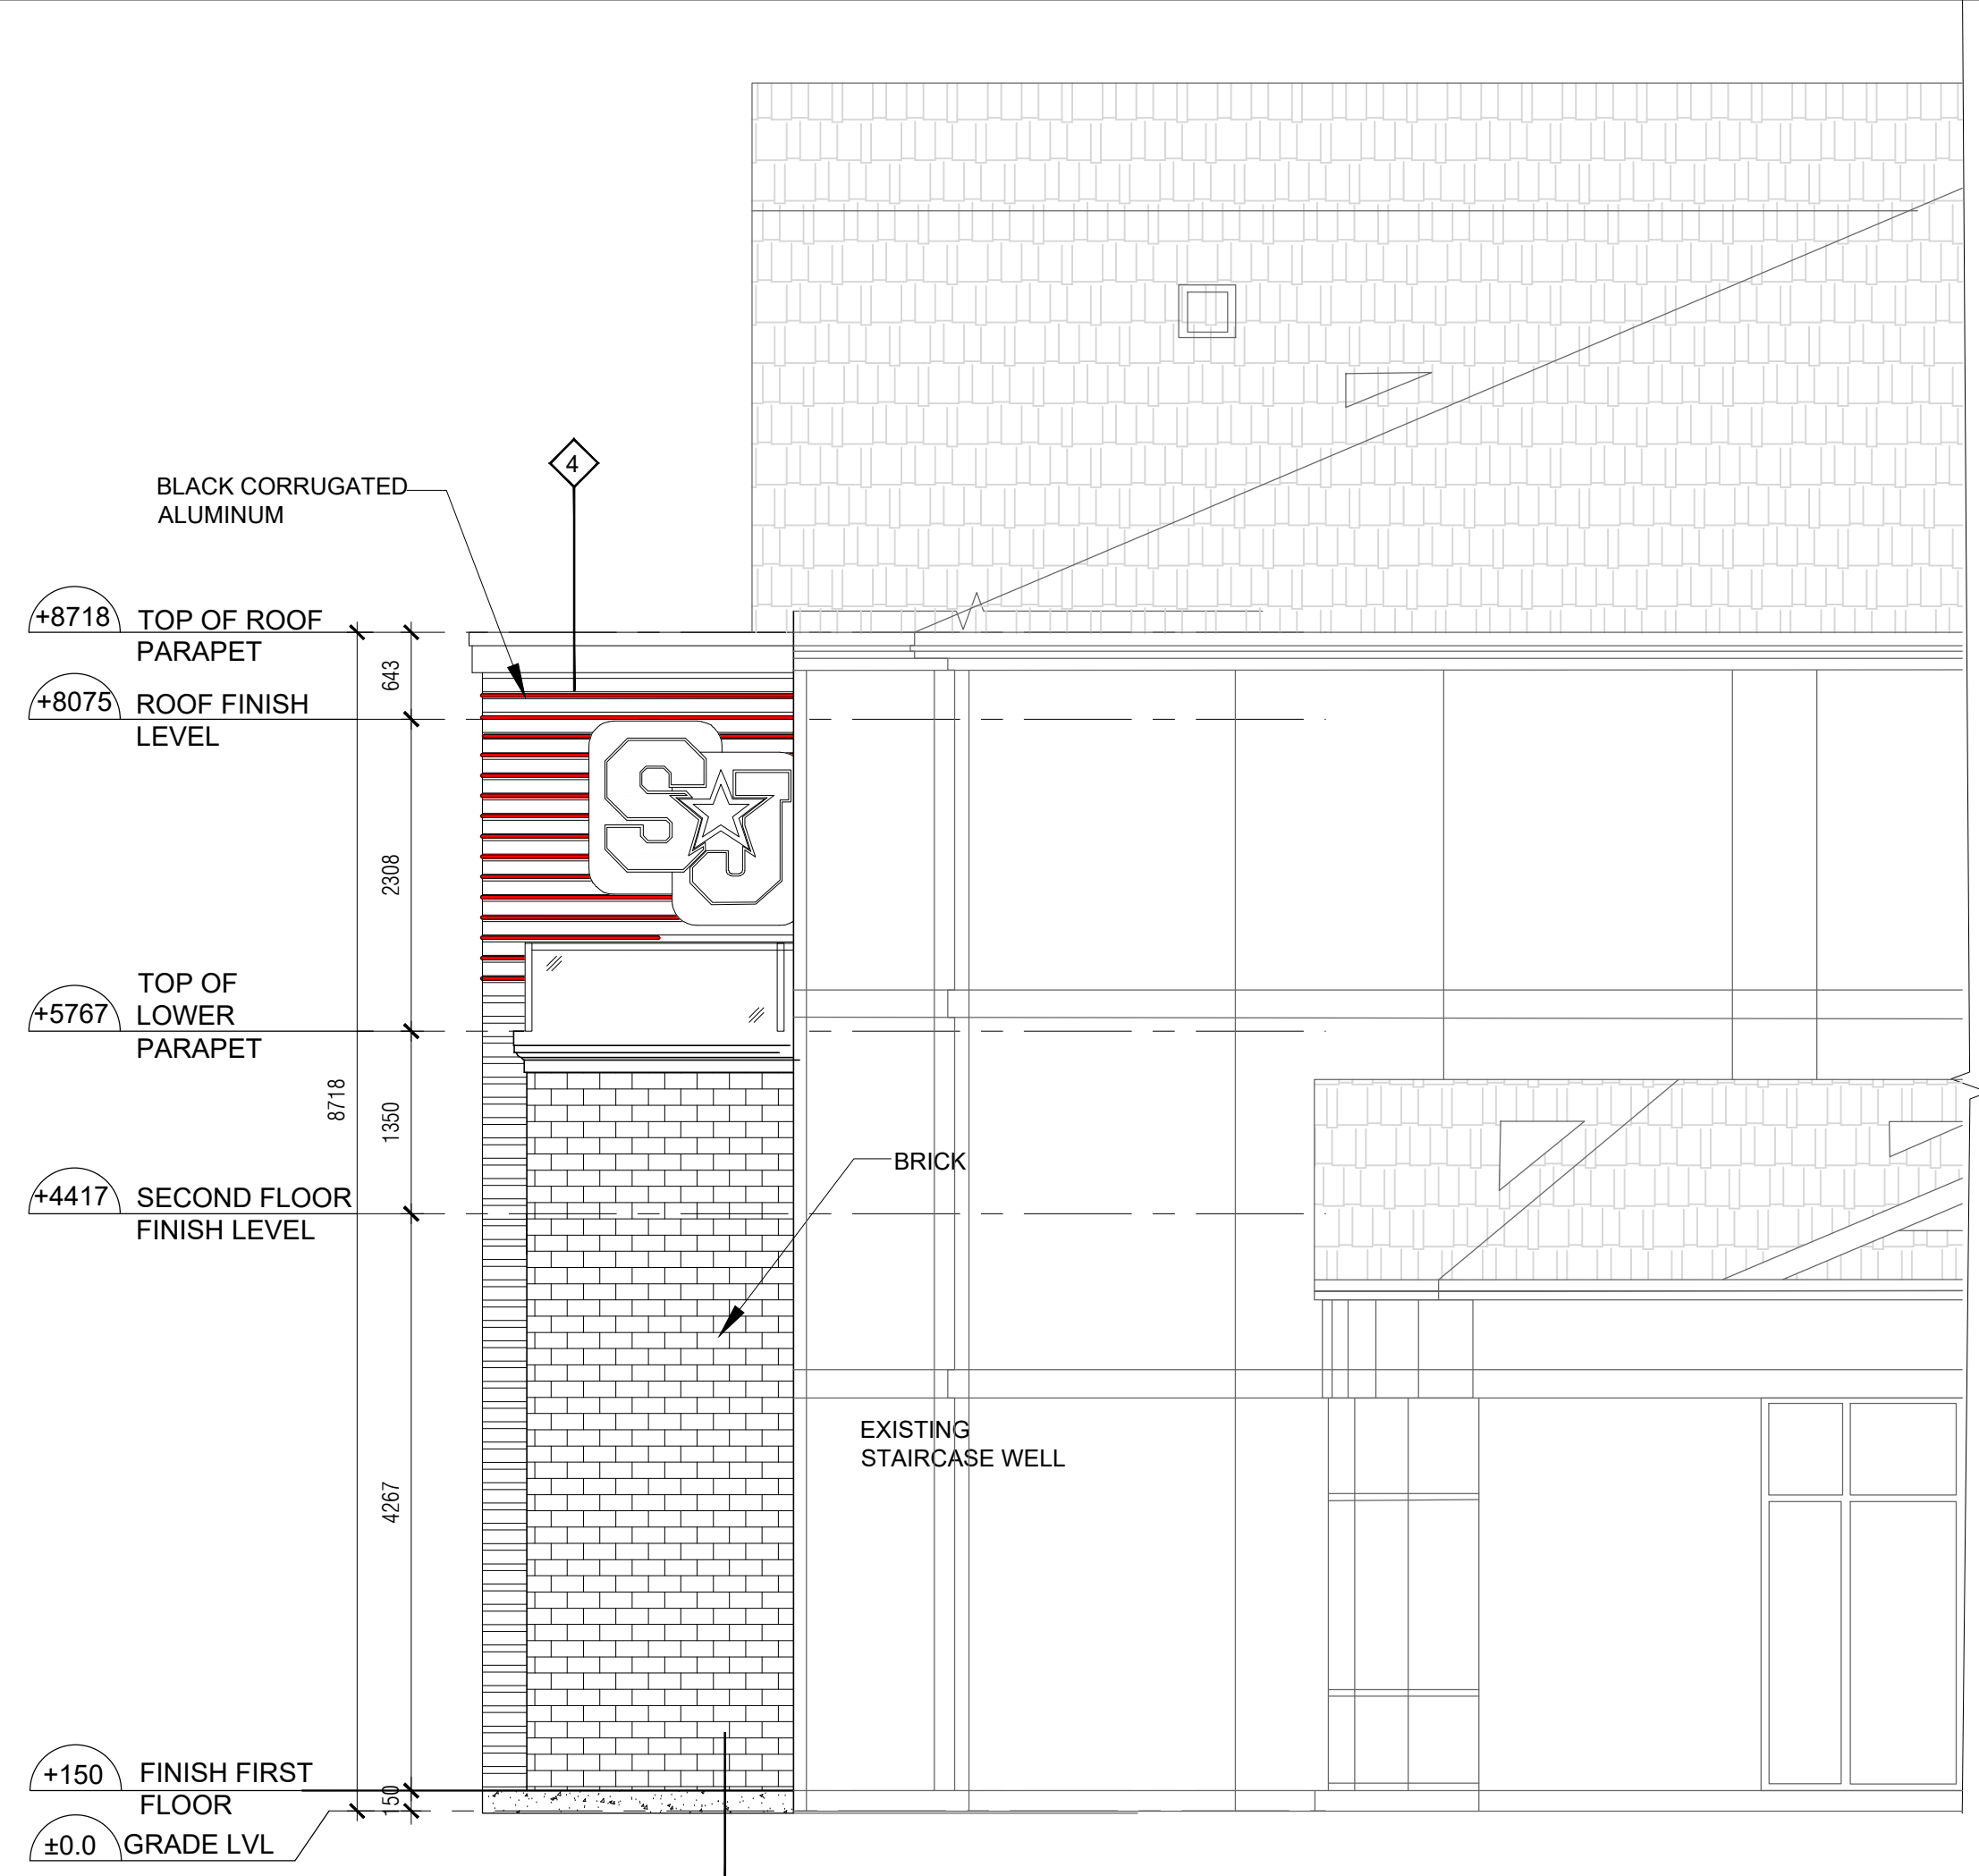 4
BLACK CORRUGATED
ALUMINUM
+8718 TOP OF ROOF
PARAPET
643
+8075 ROOF FINISH
LEVEL
SJ
2308
+5767 TOP OF
LOWER
PARAPET
8718
1350
BRICK
+4417 SECOND FLOOR
FINISH LEVEL
EXISTING
STAIRCASE WELL
4267
+150 FINISH FIRST
FLOOR
150
±0.0 GRADE LVL